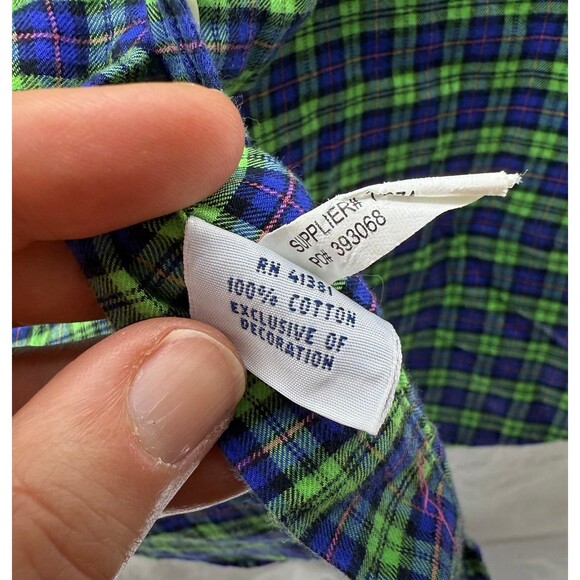 SUPPLIER#
PO# 393068
RN 41381
100% COTTON
EXCLUSIVE OF
DECORATION